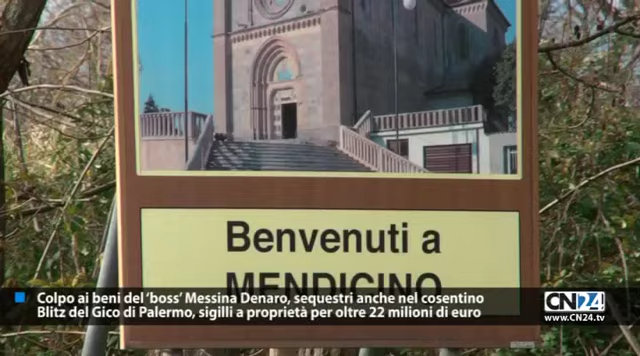 Benvenuti a
MENDICINO
Colpo ai beni del 'boss' Messina Denaro, sequestri anche nel cosentino
Blitz del Gico di Palermo, sigilli a proprietà per oltre 22 milioni di euro
CN24
www.cn24.tv